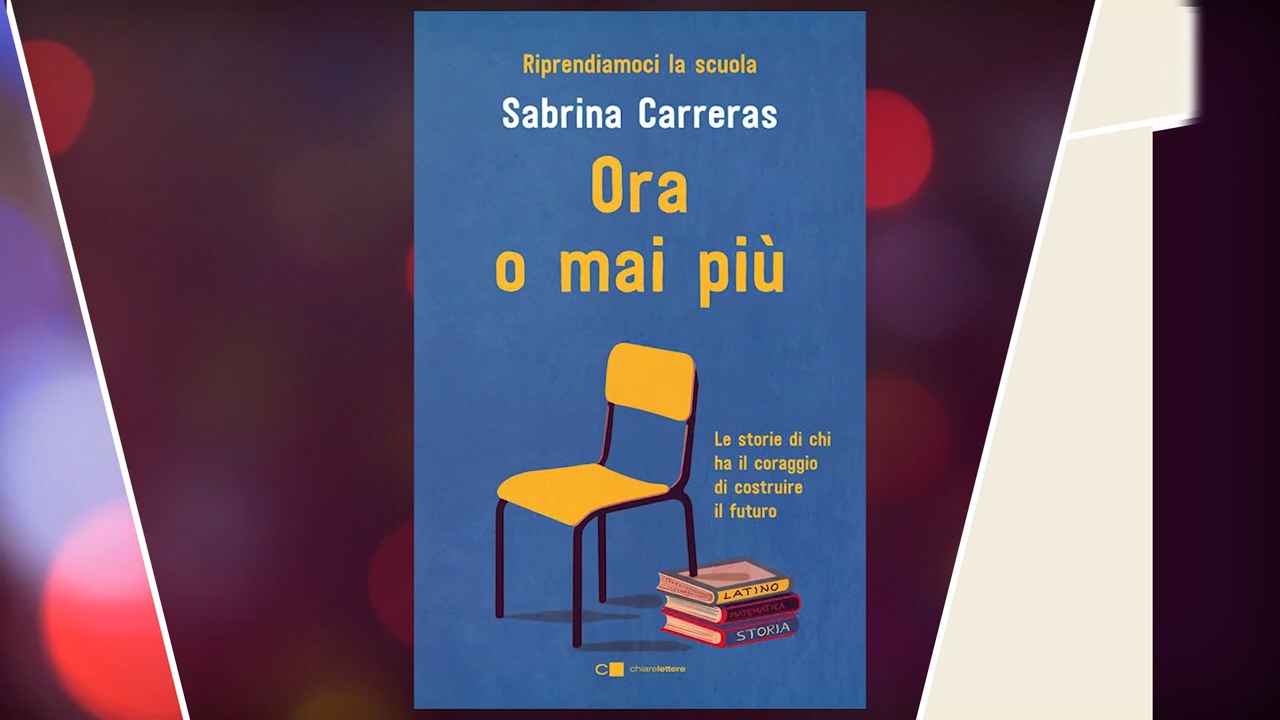 Riprendiamoci la scuola
Sabrina Carreras
Ora
o mai più
Le storie di chi
ha il coraggio
di costruire
il futuro
LATINO
MATEMATICA
STORIA
C chiarelettere